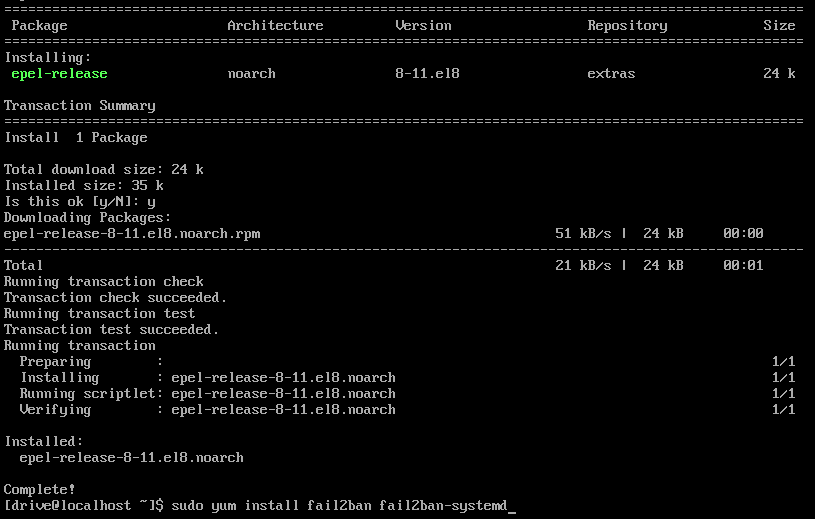 ================================================================================
Package Architecture Version Repository Size
================================================================================
Installing:
epel-release noarch 8-11.el8 extras 24 k

Transaction Summary
================================================================================
Install 1 Package

Total download size: 24 k
Installed size: 35 k
Is this ok [y/N]: y
Downloading Packages:
epel-release-8-11.el8.noarch.rpm 51 kB/s | 24 kB 00:00
--------------------------------------------------------------------------------
Total 21 kB/s | 24 kB 00:01
Running transaction check
Transaction check succeeded.
Running transaction test
Transaction test succeeded.
Running transaction
Preparing : 1/1
Installing : epel-release-8-11.el8.noarch 1/1
Running scriptlet: epel-release-8-11.el8.noarch 1/1
Verifying : epel-release-8-11.el8.noarch 1/1

Installed:
epel-release-8-11.el8.noarch

Complete!
[drive@localhost ~]$ sudo yum install fail2ban fail2ban-systemd_